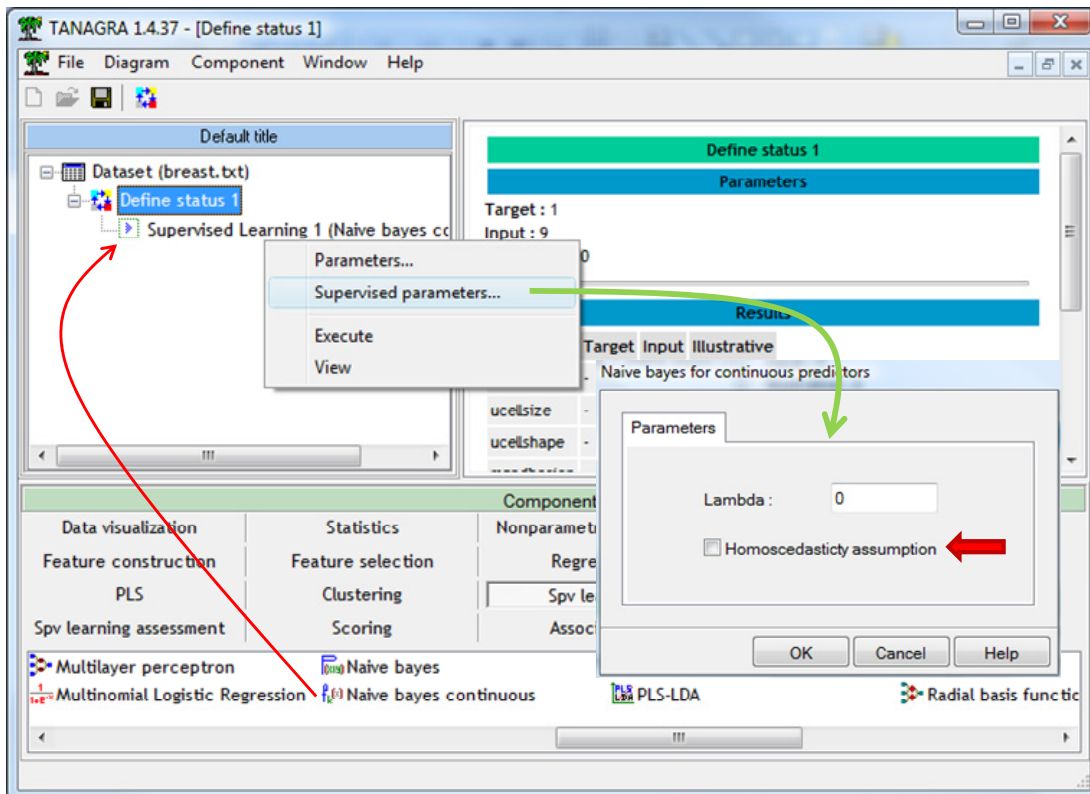 TANAGRA 1.4.37 - [Define status 1]
File Diagram Component Window Help
Default title
Dataset (breast.txt)
Define status 1
Supervised Learning 1 (Naive bayes cc
Parameters...
Supervised parameters...
Execute
View
Define status 1
Parameters
Target : 1
Input : 9
0
Results
Target Input Illustrative
-
ucellsize -
ucellshape -
Naive bayes for continuous predictors
Parameters
Lambda : 0
Homoscedasticty assumption
OK Cancel Help
Component
Data visualization Statistics Nonparamet
Feature construction Feature selection Regre
PLS Clustering Spv le
Spv learning assessment Scoring Assoc
Multilayer perceptron Naive bayes
Multinomial Logistic Regression Naive bayes continuous PLS-LDA Radial basis functic